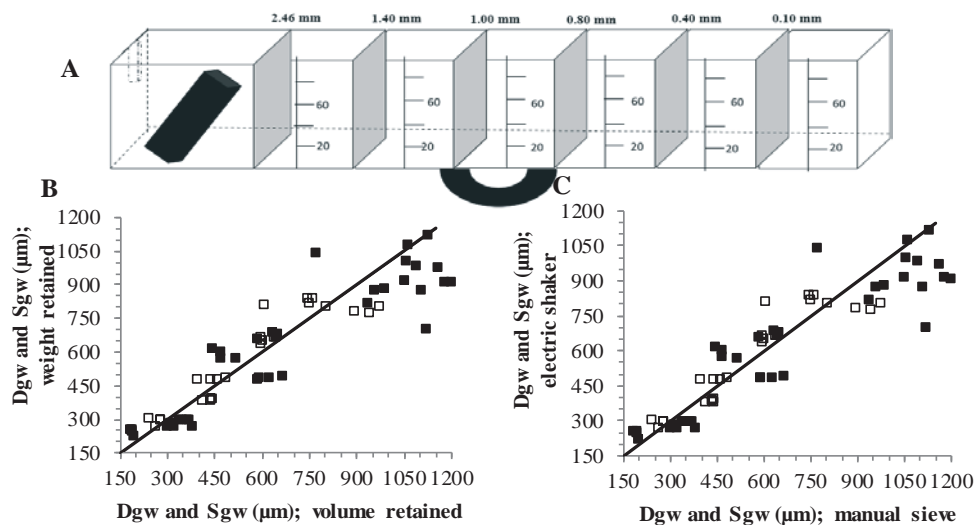 2.46 mm 1.40 mm 1.00 mm 0.80 mm 0.40 mm 0.10 mm
A
60 60 60 60 60 60
20 20 20 20 20 20
B
Dgw and Sgw (µm); weight retained
1200
1050
900
750
600
450
300
150
150 300 450 600 750 900 1050 1200
Dgw and Sgw (µm); volume retained
C
Dgw and Sgw (µm); electric shaker
1200
1050
900
750
600
450
300
150
150 300 450 600 750 900 1050 1200
Dgw and Sgw (µm); manual sieve